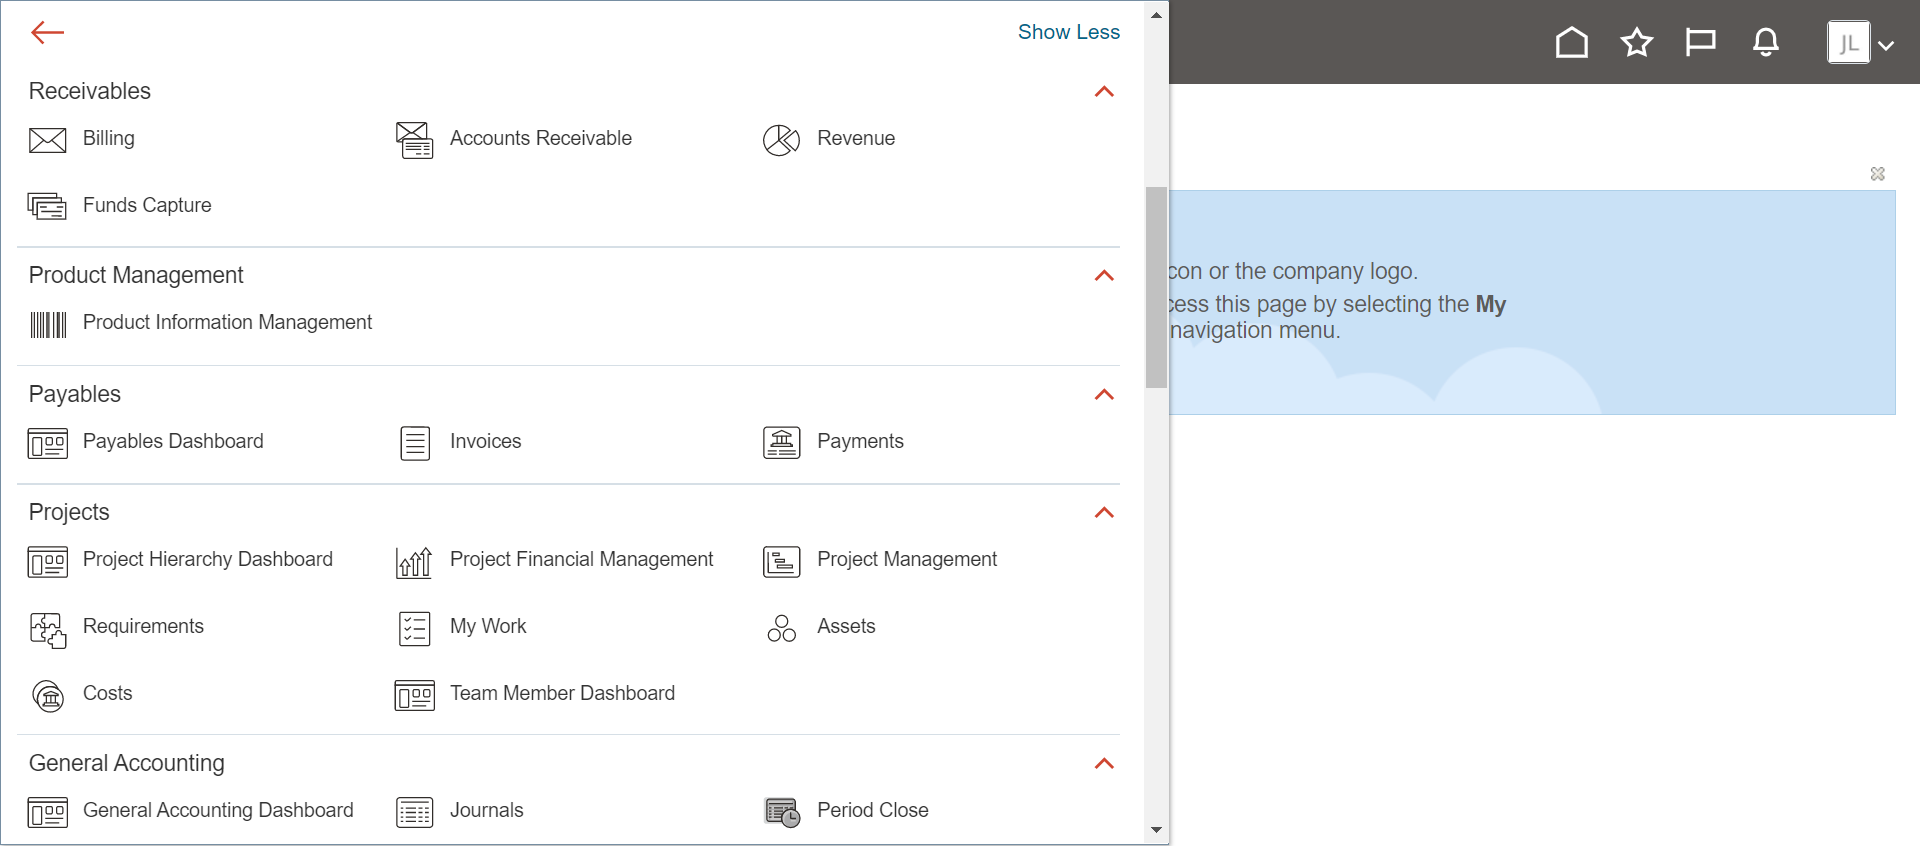 Show Less
JL
Receivables
Billing
Accounts Receivable
Revenue
Funds Capture
Product Management
Product Information Management
con or the company logo.
cess this page by selecting the My
navigation menu.
Payables
Payables Dashboard
Invoices
Payments
Projects
Project Hierarchy Dashboard
Project Financial Management
Project Management
Requirements
My Work
Assets
Costs
Team Member Dashboard
General Accounting
General Accounting Dashboard
Journals
Period Close